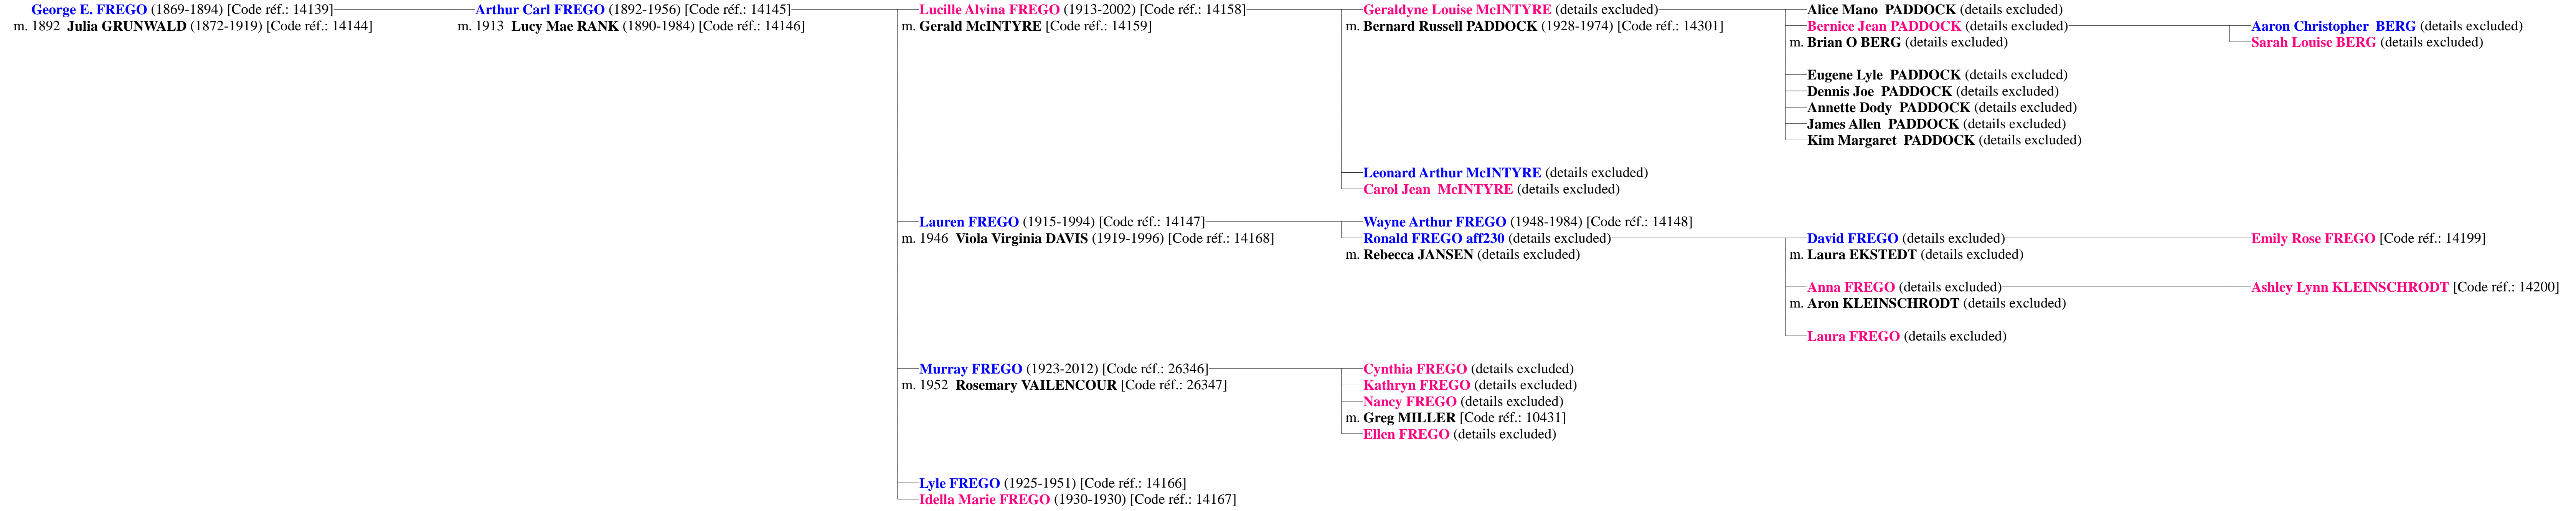 George E. FREGO (1869-1894) [Code réf.: 14139]
m. 1892 Julia GRUNWALD (1872-1919) [Code réf.: 14144]
Arthur Carl FREGO (1892-1956) [Code réf.: 14145]
m. 1913 Lucy Mae RANK (1890-1984) [Code réf.: 14146]
Lucille Alvina FREGO (1913-2002) [Code réf.: 14158]
m. Gerald McINTYRE [Code réf.: 14159]
Geraldyne Louise McINTYRE (details excluded)
m. Bernard Russell PADDOCK (1928-1974) [Code réf.: 14301]
Alice Mano PADDOCK (details excluded)
Bernice Jean PADDOCK (details excluded)
m. Brian O BERG (details excluded)
Aaron Christopher BERG (details excluded)
Sarah Louise BERG (details excluded)
Eugene Lyle PADDOCK (details excluded)
Dennis Joe PADDOCK (details excluded)
Annette Dody PADDOCK (details excluded)
James Allen PADDOCK (details excluded)
Kim Margaret PADDOCK (details excluded)
Leonard Arthur McINTYRE (details excluded)
Carol Jean McINTYRE (details excluded)
Lauren FREGO (1915-1994) [Code réf.: 14147]
m. 1946 Viola Virginia DAVIS (1919-1996) [Code réf.: 14168]
Wayne Arthur FREGO (1948-1984) [Code réf.: 14148]
Ronald FREGO aff230 (details excluded)
m. Rebecca JANSEN (details excluded)
David FREGO (details excluded)
m. Laura EKSTEDT (details excluded)
Emily Rose FREGO [Code réf.: 14199]
Anna FREGO (details excluded)
m. Aron KLEINSCHRODT (details excluded)
Ashley Lynn KLEINSCHRODT [Code réf.: 14200]
Laura FREGO (details excluded)
Murray FREGO (1923-2012) [Code réf.: 26346]
m. 1952 Rosemary VAILENCOUR [Code réf.: 26347]
Cynthia FREGO (details excluded)
Kathryn FREGO (details excluded)
Nancy FREGO (details excluded)
m. Greg MILLER [Code réf.: 10431]
Ellen FREGO (details excluded)
Lyle FREGO (1925-1951) [Code réf.: 14166]
Idella Marie FREGO (1930-1930) [Code réf.: 14167]